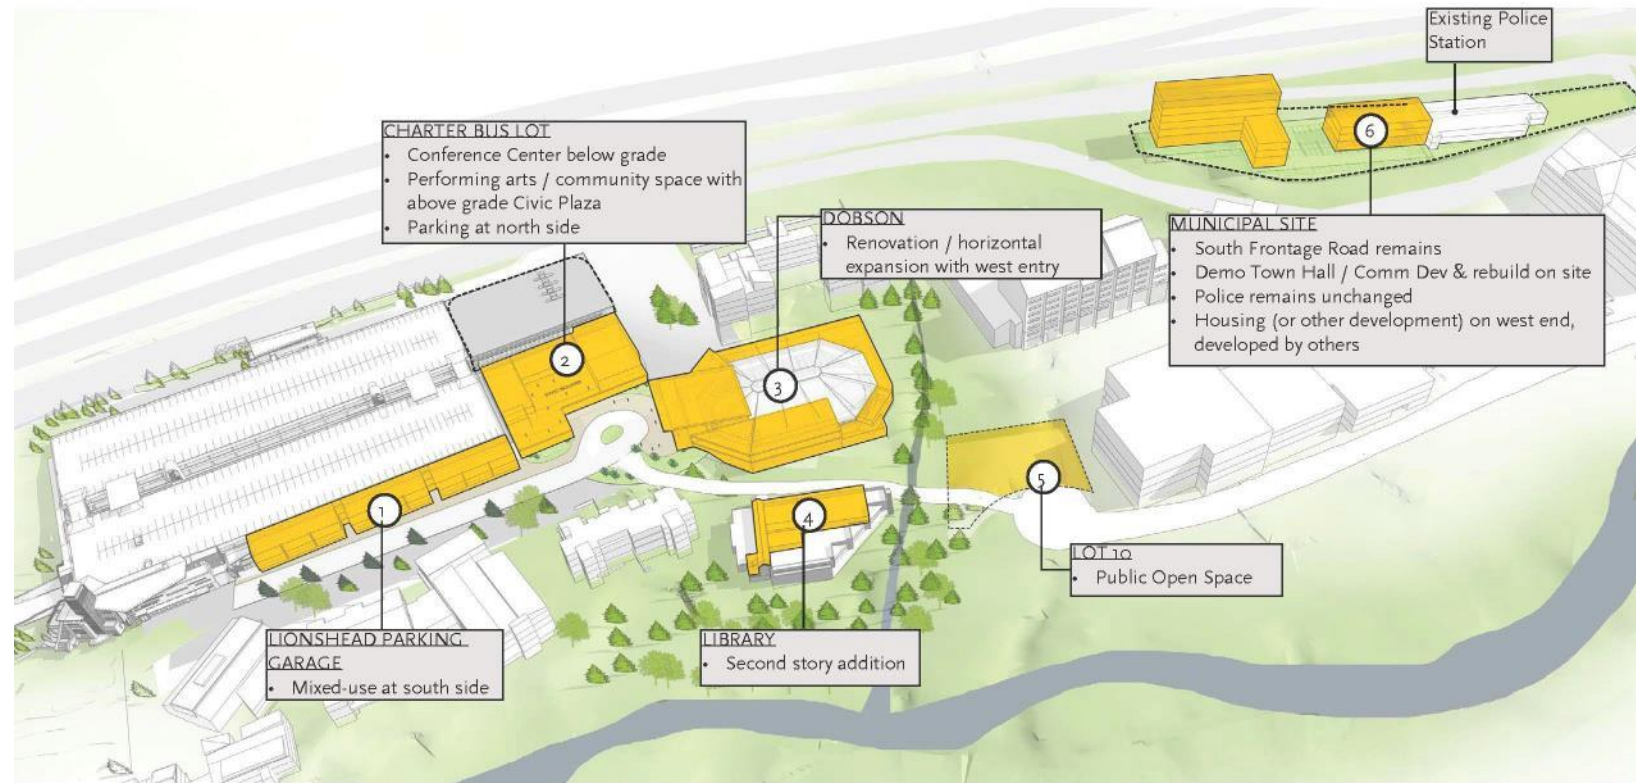 Existing Police
Station
6
CHARTER BUS LOT
• Conference Center below grade
• Performing arts / community space with
above grade Civic Plaza
• Parking at north side
DOBSON
• Renovation / horizontal
expansion with west entry
MUNICIPAL SITE
• South Frontage Road remains
• Demo Town Hall / Comm Dev & rebuild on site
• Police remains unchanged
• Housing (or other development) on west end,
developed by others
2
3
5
1
4
LOT 10
• Public Open Space
LIONSHEAD PARKING
GARAGE
• Mixed-use at south side
LIBRARY
• Second story addition